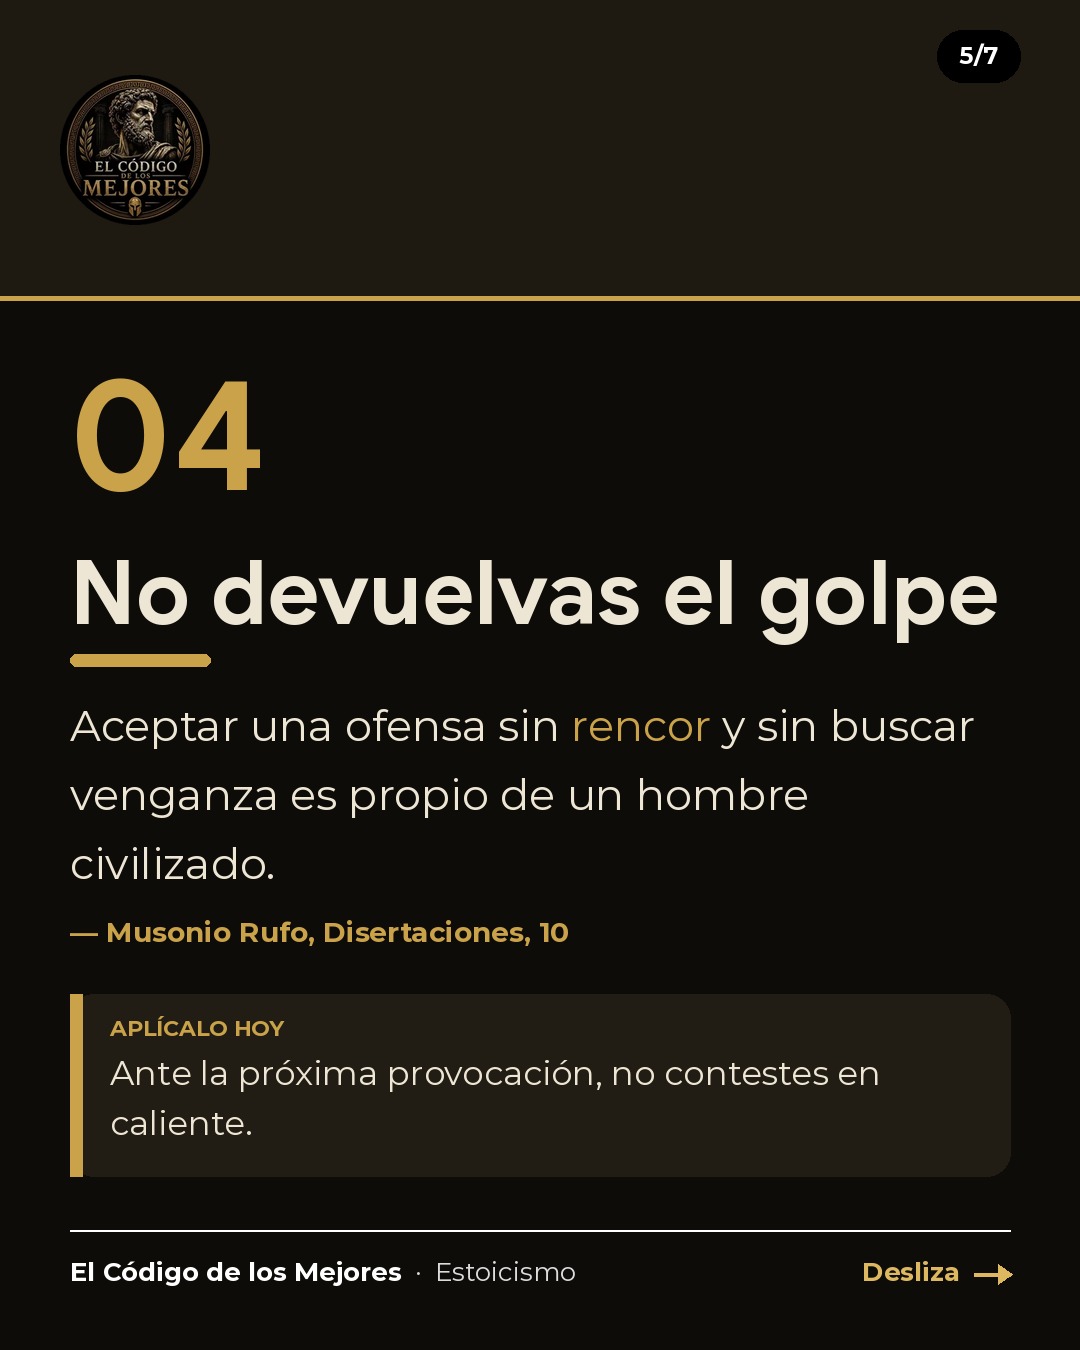 5/7
EL CÓDIGO
DE LOS
MEJORES
04
No devuelvas el golpe
Aceptar una ofensa sin rencor y sin buscar
venganza es propio de un hombre
civilizado.
— Musonio Rufo, Disertaciones, 10
APLÍCALO HOY
Ante la próxima provocación, no contestes en
caliente.
El Código de los Mejores · Estoicismo
Desliza